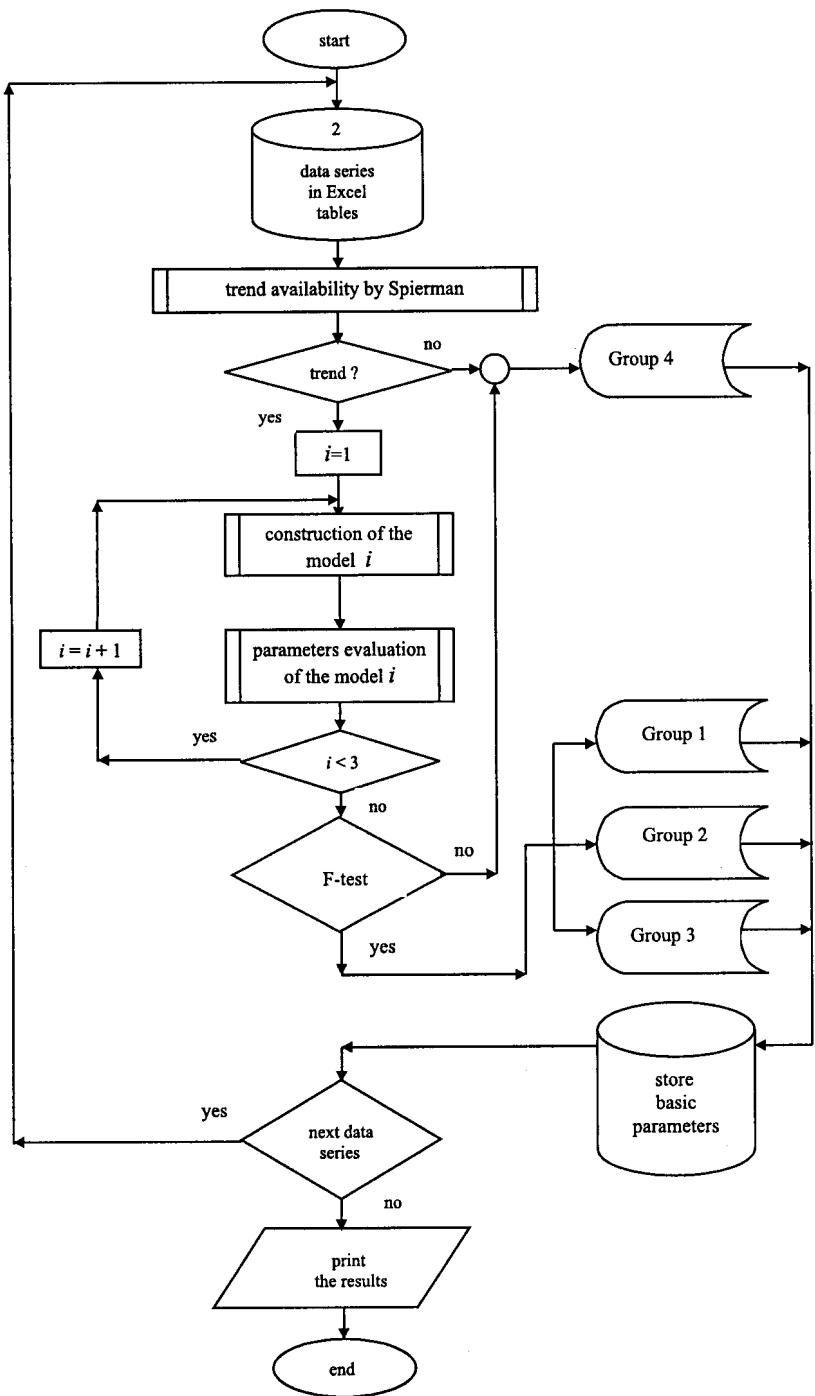 start
2
data series
in Excel
tables
trend availability by Spierman
trend ?
no
Group 4
yes
i=1
construction of the
model i
i = i + 1
parameters evaluation
of the model i
yes
i < 3
no
Group 1
F-test
no
Group 2
yes
Group 3
store
basic
parameters
yes
next data
series
no
print
the results
end